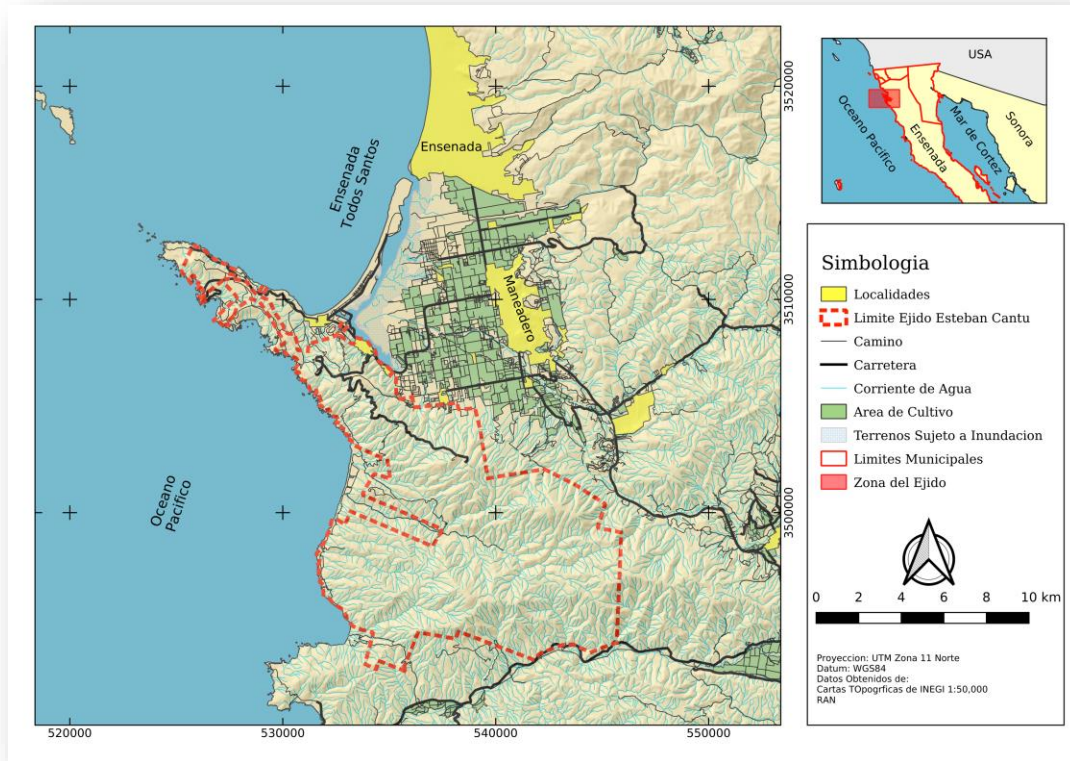 Ensenada
Ensenada
Todos Santos
Maneadero
Oceano
Pacifico
3520000
3510000
3500000
520000
530000
540000
550000
USA
Oceano Pacifico
Ensenada
Mar de Cortez
Sonora
Simbologia
Localidades
Limite Ejido Esteban Cantu
Camino
Carretera
Corriente de Agua
Area de Cultivo
Terrenos Sujeto a Inundacion
Limites Municipales
Zona del Ejido
0 2 4 6 8 10 km
Proyeccion: UTM Zona 11 Norte
Datum: WGS84
Datos Obtenidos de:
Cartas TOpogrficas de INEGI 1:50,000
RAN